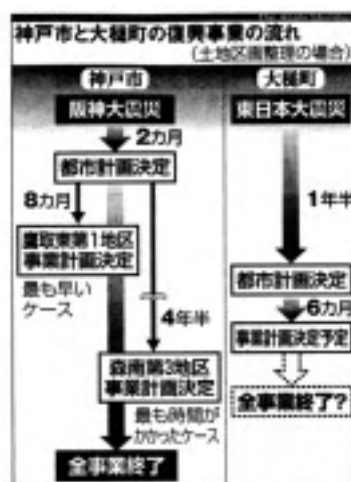 神戸市と大槌町の復興事業の流れ
(土地区画整理の場合)
神戸市
阪神大震災
2カ月
都市計画決定
8カ月
鷹取東第1地区
事業計画決定
最も早い
ケース
4年半
森南第3地区
事業計画決定
最も時間が
かかったケース
全事業終了
大槌町
東日本大震災
1年半
都市計画決定
6カ月
事業計画決定予定
全事業終了?